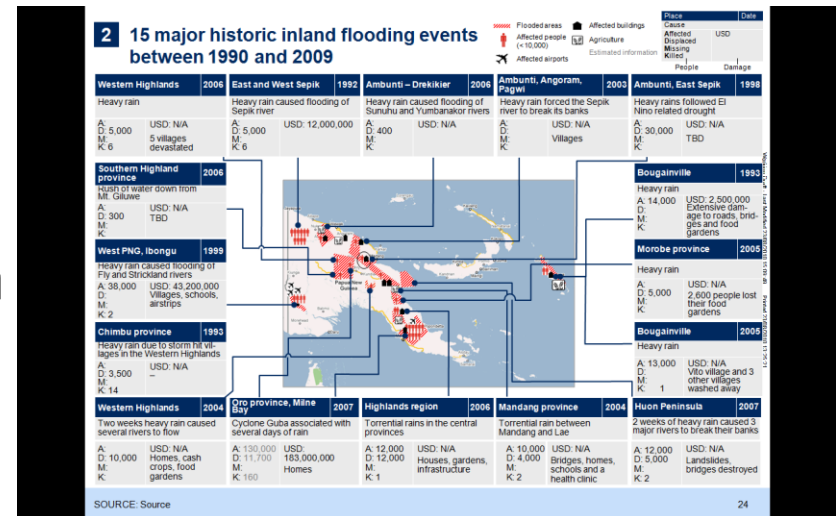 2
15 major historic inland flooding events
between 1990 and 2009
Flooded areas
Affected people
(<10,000)
Affected airports
Affected buildings
Agriculture
Estimated information
Place Date
Cause
Affected USD
Displaced
Missing
Killed
People Damage
Western Highlands 2006
Heavy rain
A: USD: N/A
D: 5,000 5 villages
M: devastated
K: 6
East and West Sepik 1992
Heavy rain caused flooding of
Sepik river
A: USD: 12,000,000
D: 5,000
M:
K: 6
Ambunti – Drekikier 2006
Heavy rain caused flooding of
Sunuhu and Yumbanakor rivers
A: USD: N/A
D: 400
M:
K:
Ambunti, Angoram,
Pagwi 2003
Heavy rain forced the Sepik
river to break its banks
A: USD: N/A
D:
M: Villages
K:
Ambunti, East Sepik 1998
Heavy rains followed El
Nino related drought
A: USD: N/A
D: 30,000
M: TBD
K:
Southern Highland
province 2006
Rush of water down from
Mt. Giluwe
A: USD: N/A
D: 300 TBD
M:
K:
West PNG, Ibongu 1999
Heavy rain caused flooding of
Fly and Strickland rivers
A: 38,000 USD: 43,200,000
D: Villages, schools,
M: airstrips
K: 2
Chimbu province 1993
Heavy rain due to storm hit vil-
lages in the Western Highlands
A: USD: N/A
D: 3,500 –
M:
K: 14
Bougainville 1993
Heavy rain
A: 14,000 USD: 2,500,000
D: Extensive dam-
M: age to roads, brid-
K: ges and food
gardens
Morobe province 2005
Heavy rain
A: USD: N/A
D: 5,000 2,600 people lost
M: their food
K: gardens
Bougainville 2005
Heavy rain
A: 13,000 USD: N/A
D: Vito village and 3
M: other villages
K: 1 washed away
Papua New
Guinea
Western Highlands 2004
Two weeks heavy rain caused
several rivers to flow
A: USD: N/A
D: 10,000 Homes, cash
M: crops, food
K: gardens
Oro province, Milne
Bay 2007
Cyclone Guba associated with
several days of rain
A: 130,000 USD:
D: 11,700 183,000,000
M: Homes
K: 160
Highlands region 2006
Torrential rains in the central
provinces
A: 12,000 USD: N/A
D: 12,000 Houses, gardens,
M: infrastructure
K: 1
Mandang province 2004
Torrential rain between
Mandang and Lae
A: 10,000 USD: N/A
D: 4,000 Bridges, homes,
M: schools and a
K: 2 health clinic
Huon Peninsula 2007
2 weeks of heavy rain caused 3
major rivers to break their banks
A: 12,000 USD: N/A
D: 5,000 Landslides,
M: bridges destroyed
K: 2
SOURCE: Source
24